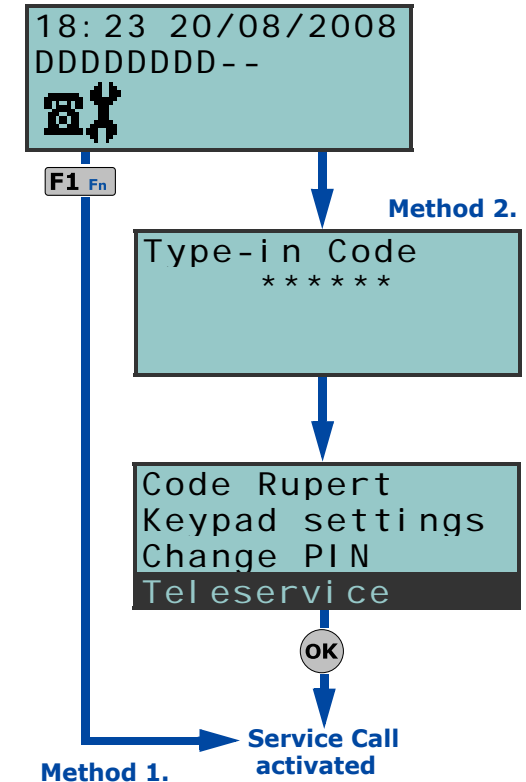 18:23 20/08/2008
DDDDDDDD--
F1 Fn
Method 2.
Type-in Code
******
Code Rupert
Keypad settings
Change PIN
Teleservice
OK
Service Call
activated
Method 1.